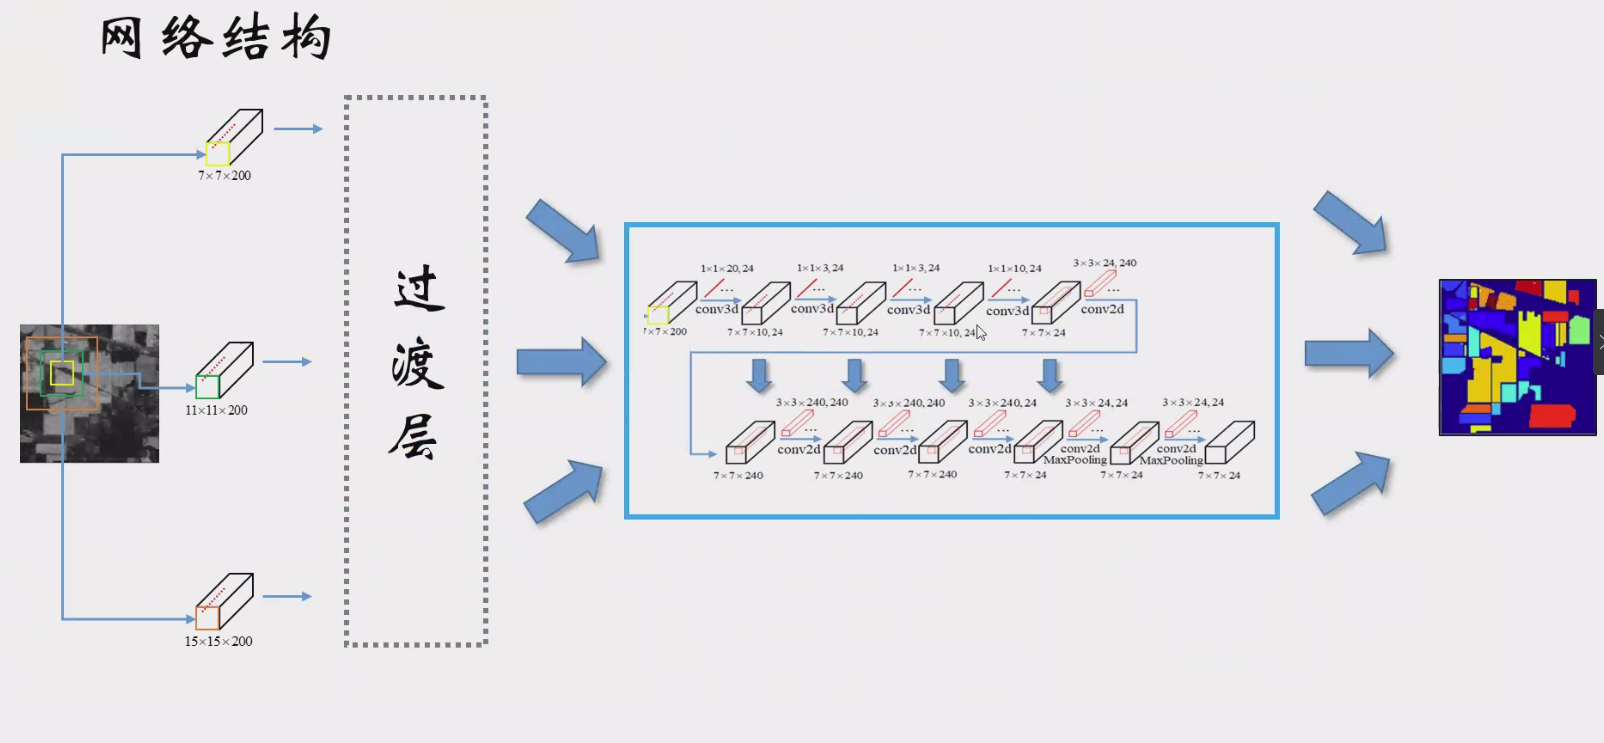 网络结构
7×7×200
11×11×200
15×15×200
过渡层
1×1×20, 24
1×1×3, 24
1×1×3, 24
1×1×10, 24
3×3×24, 240
...
...
...
...
...
conv3d
conv3d
conv3d
conv3d
conv2d
7×7×200
7×7×10, 24
7×7×10, 24
7×7×10, 24
7×7×24
3×3×240, 240
3×3×240, 240
3×3×240, 24
3×3×24, 24
3×3×24, 24
...
...
...
...
...
conv2d
conv2d
conv2d
conv2d
MaxPooling
conv2d
MaxPooling
7×7×240
7×7×240
7×7×240
7×7×24
7×7×24
7×7×24